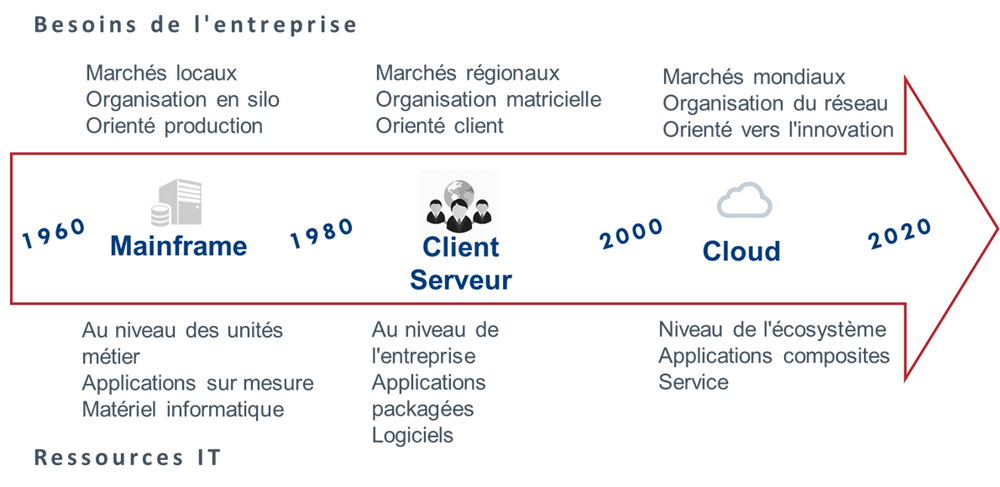 Besoins de l'entreprise
Marchés locaux
Organisation en silo
Orienté production
Marchés régionaux
Organisation matricielle
Orienté client
Marchés mondiaux
Organisation du réseau
Orienté vers l'innovation
1960
Mainframe
1980
Client
Serveur
2000
Cloud
2020
Au niveau des unités
métier
Applications sur mesure
Matériel informatique
Au niveau de
l'entreprise
Applications
packagées
Logiciels
Niveau de l'écosystème
Applications composites
Service
Ressources IT